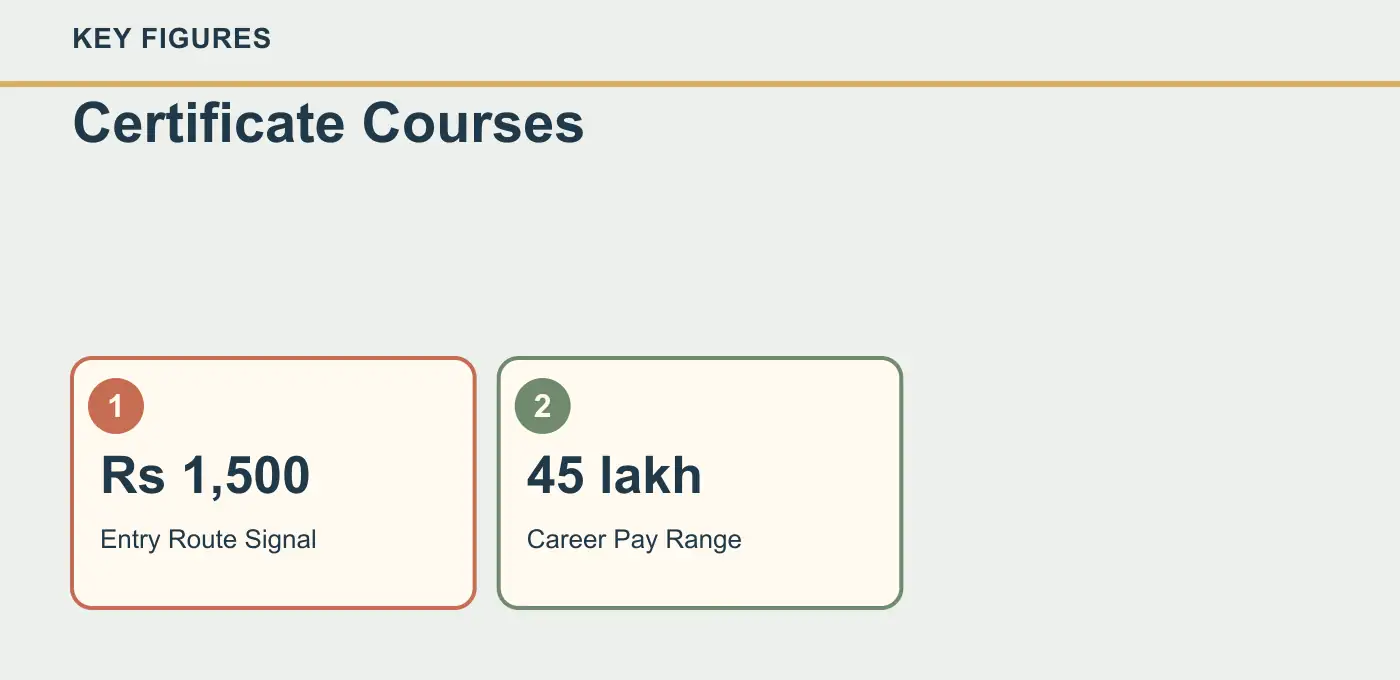 KEY FIGURES
Certificate Courses
1
Rs 1,500
Entry Route Signal
2
45 lakh
Career Pay Range